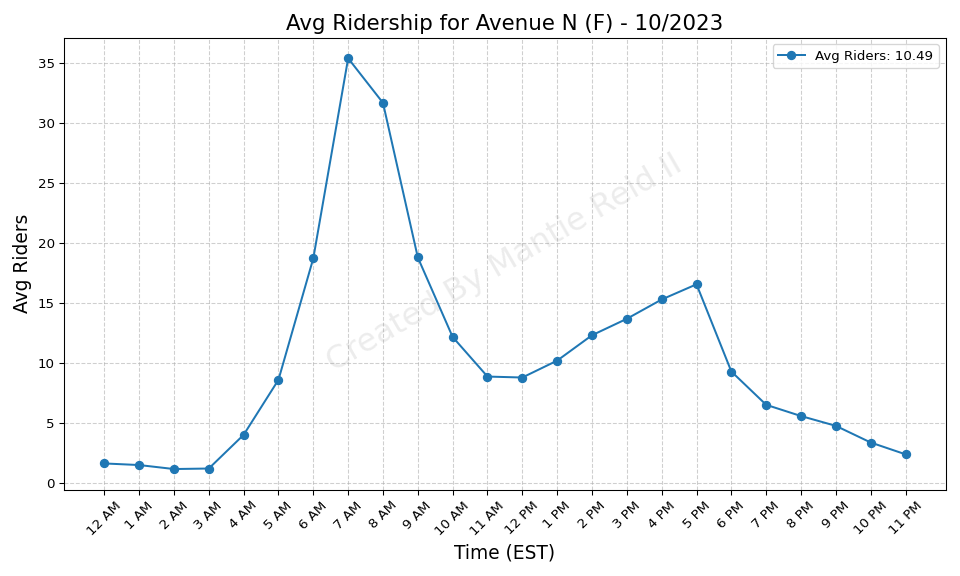 Avg Ridership for Avenue N (F) - 10/2023
Avg Riders: 10.49
Avg Riders
35
30
25
20
15
10
5
0
Created By Mantie Reid II
12 AM
1 AM
2 AM
3 AM
4 AM
5 AM
6 AM
7 AM
8 AM
9 AM
10 AM
11 AM
12 PM
1 PM
2 PM
3 PM
4 PM
5 PM
6 PM
7 PM
8 PM
9 PM
10 PM
11 PM
Time (EST)